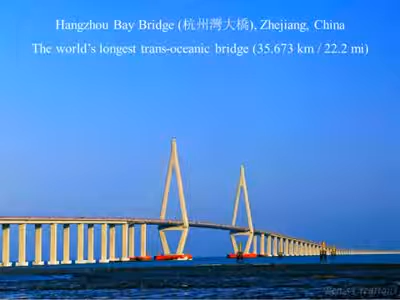 Hangzhou Bay Bridge (杭州灣大橋), Zhejiang, China
The world's longest trans-oceanic bridge (35.673 km / 22.2 mi)